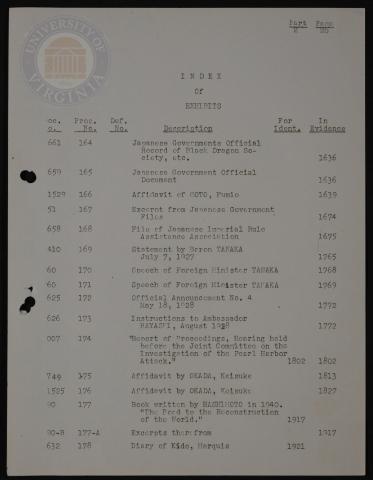 UNIVERSITY OF VIRGINIA
Part Page
I N D E X
Of
EXHIBITS
oc. Pros. Def. For In
o. No. No. Description Ident. Evidence
661 164 Japanese Governments Official
Record of Black Dragon So-
ciety, etc. 1636
659 165 Japanese Government Official
Document 1636
1529 166 Affidavit of GOTO, Fumio 1639
51 167 Excerpt from Japanese Government
Files 1674
658 168 File of Japanese Imperial Rule
Assistance Association 1675
410 169 Statement by Baron TANAKA
July 7, 1927 1765
60 170 Speech of Foreign Minister TANAKA 1768
60 171 Speech of Foreign Minister TANAKA 1769
625 172 Official Announcement No. 4
May 18, 1928 1772
626 173 Instructions to Ambassador
HAYASHI, August 1928 1772
007 174 "Report of Proceedings, Hearing held
before the Joint Committee on the
Investigation of the Pearl Harbor
Attack." 1802 1802
749 175 Affidavit by OKADA, Keisuke 1813
1525 176 Affidavit by OKADA, Keisuke 1827
90 177 Book written by HASHIMOTO in 1940.
"The Road to the Reconstruction
of the World." 1917
90-B 177-A Excerpts therefrom 1917
632 178 Diary of Kido, Marquis 1921